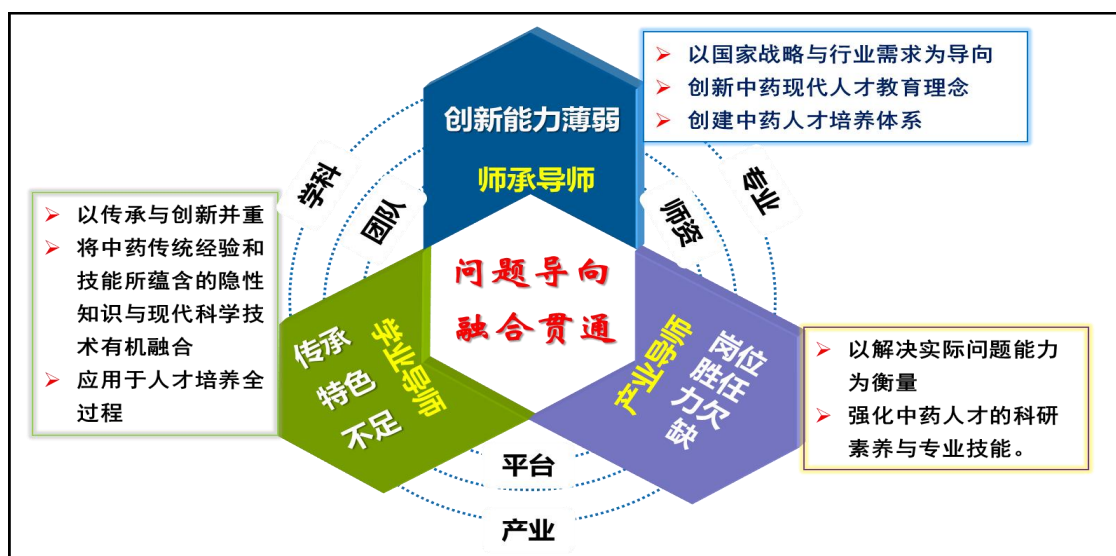 ➢ 以国家战略与行业需求为导向
➢ 创新中药现代人才教育理念
➢ 创建中药人才培养体系
创新能力薄弱
师承导师
学科
团队
师资
专业
➢ 以传承与创新并重
➢ 将中药传统经验和
技能所蕴含的隐性
知识与现代科学技
术有机融合
➢ 应用于人才培养全
过程
问题导向
融合贯通
传承
特色
不足
学业导师
产业导师
岗位
胜任
力欠
缺
➢ 以解决实际问题能力
为衡量
➢ 强化中药人才的科研
素养与专业技能。
平台
产业